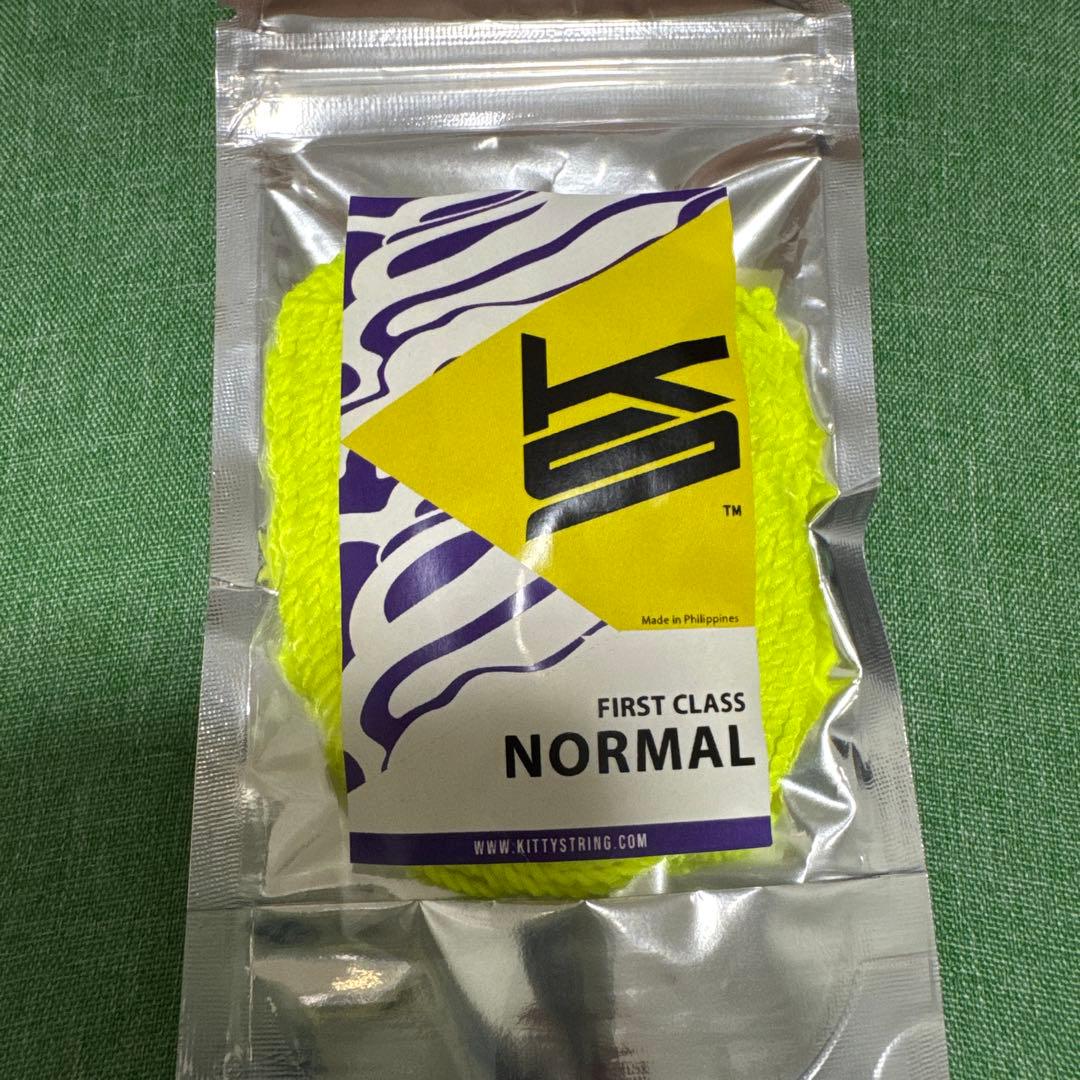 KS
TM
Made in Philippines
FIRST CLASS
NORMAL
WWW.KITTYSTRING.COM